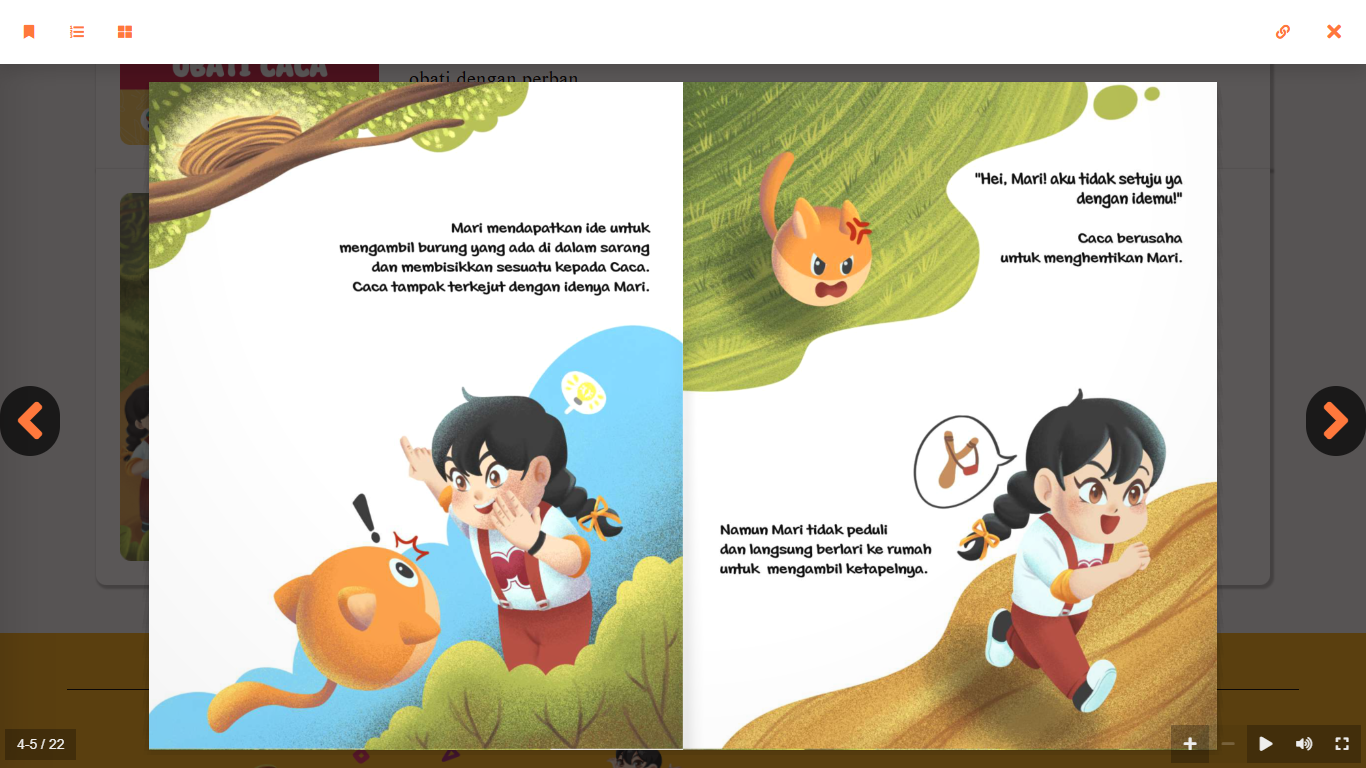 OBATI CACA
obati dengan perban
Mari mendapatkan ide untuk
mengambil burung yang ada di dalam sarang
dan membisikkan sesuatu kepada Caca.
Caca tampak terkejut dengan idenya Mari.
"Hei, Mari! aku tidak setuju ya
dengan idemu!"
Caca berusaha
untuk menghentikan Mari.
Namun Mari tidak peduli
dan langsung berlari ke rumah
untuk mengambil ketapelnya.
4-5 / 22